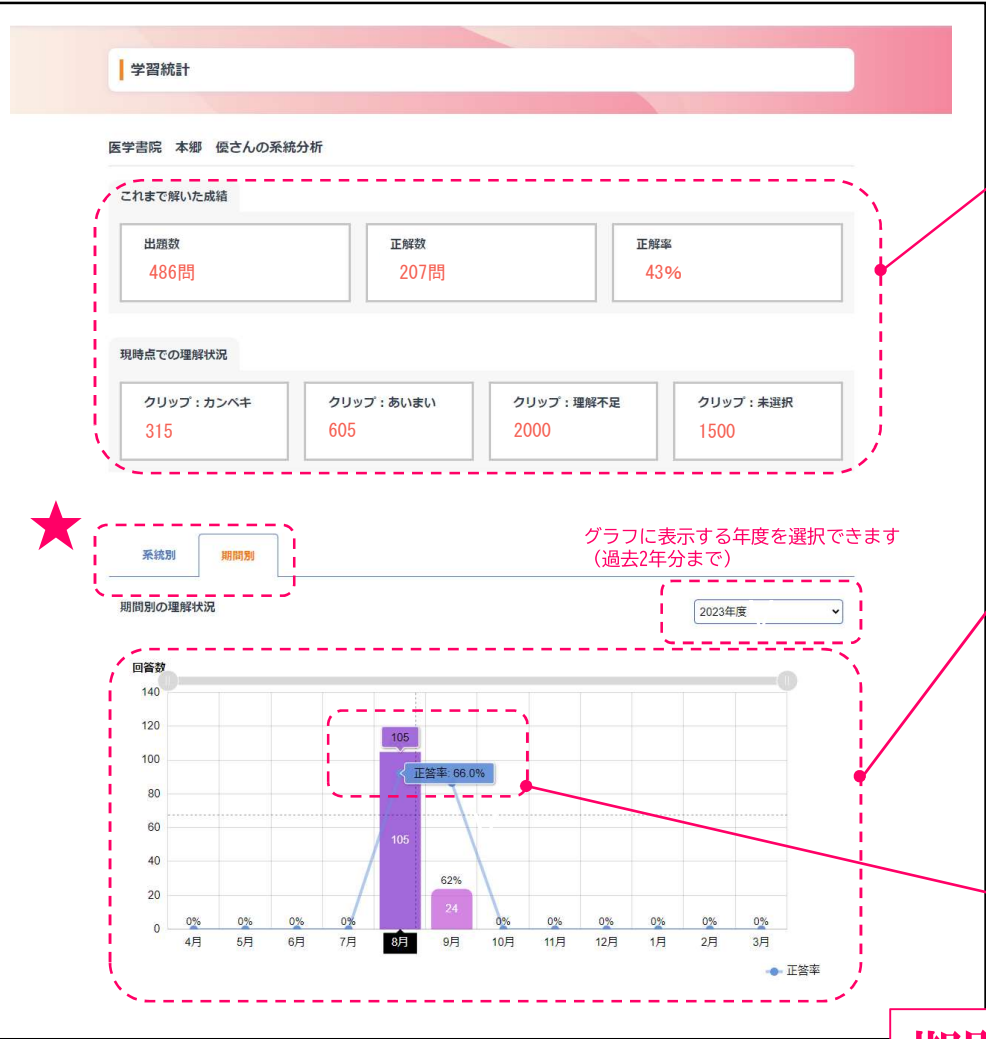 学習統計
医学書院　本郷　優さんの系統分析
これまで解いた成績
出題数 正解数 正解率
486問 207問 43%
現時点での理解状況
クリップ：カンペキ クリップ：あいまい クリップ：理解不足 クリップ：未選択
315 605 2000 1500
系統別 期間別
グラフに表示する年度を選択できます
（過去2年分まで）
期間別の理解状況
2023年度
回答数
140
120
105
100
正答率: 66.0%
80
60
105
40
62%
20
24
0% 0% 0% 0% 0% 0% 0% 0% 0% 0%
0
4月 5月 6月 7月 8月 9月 10月 11月 12月 1月 2月 3月
正答率